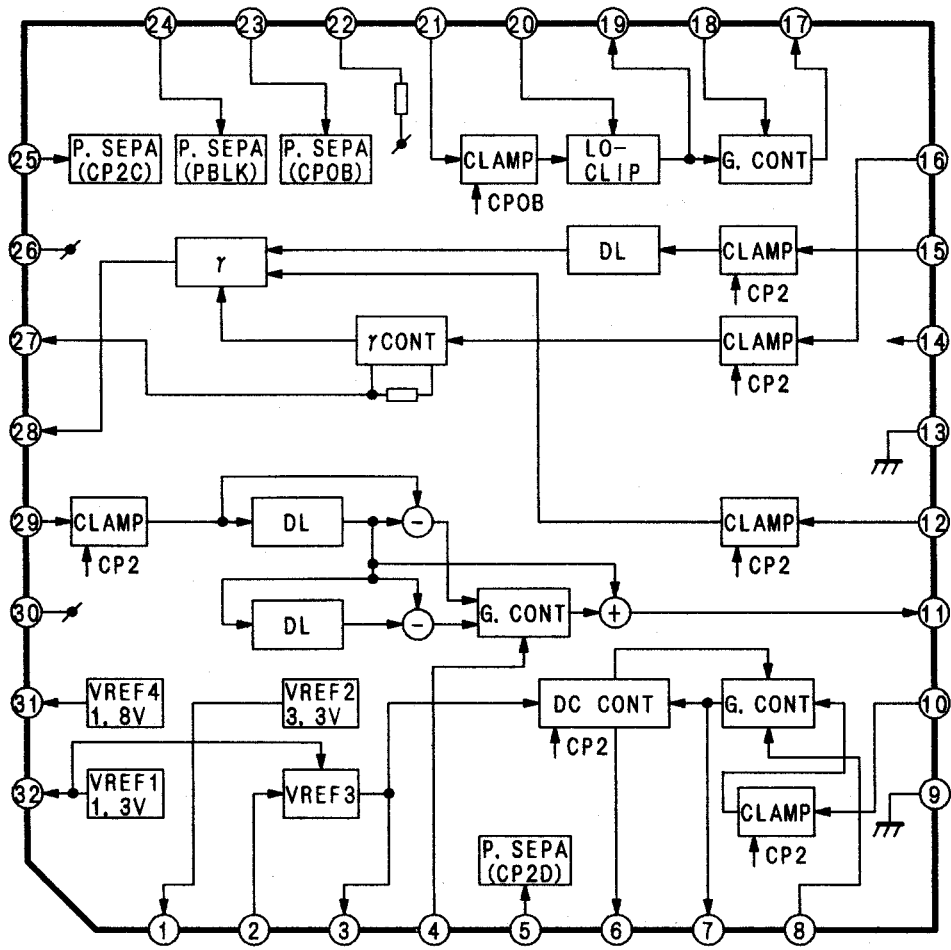 24 23 22 21 20 19 18 17
25 P. SEPA P. SEPA P. SEPA CLAMP LO- G. CONT 16
(CP2C) (PBLK) (CPOB) CLIP
CPOB
26 γ DL CLAMP 15
CP2
27 γCONT CLAMP 14
CP2
28 13
29 CLAMP DL - CLAMP 12
CP2 CP2
30 DL - G. CONT + 11
31 VREF4 VREF2 DC CONT G. CONT 10
1. 8V 3. 3V
CP2
32 VREF1 VREF3 CLAMP 9
1. 3V
CP2
P. SEPA
(CP2D)
1 2 3 4 5 6 7 8